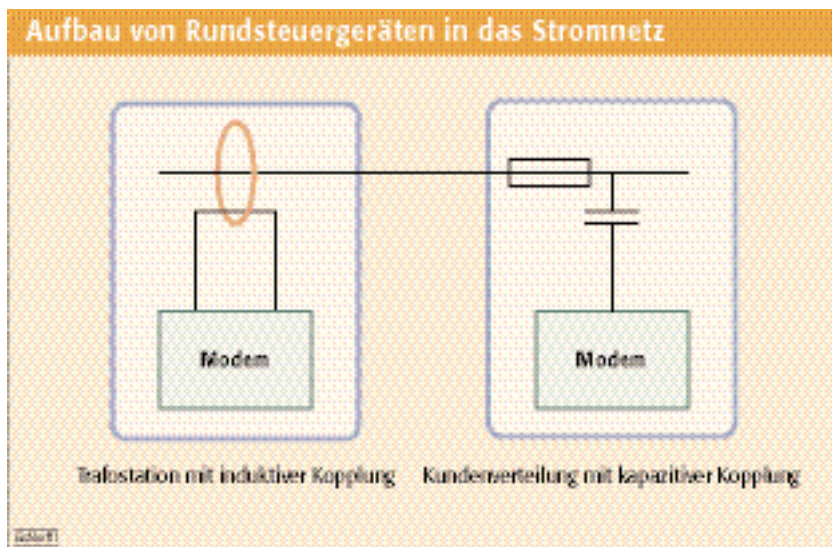 Aufbau von Rundsteuergeräten in das Stromnetz
Modem
Modem
Trafostation mit induktiver Kopplung
Kundenverteilung mit kapazitiver Kopplung